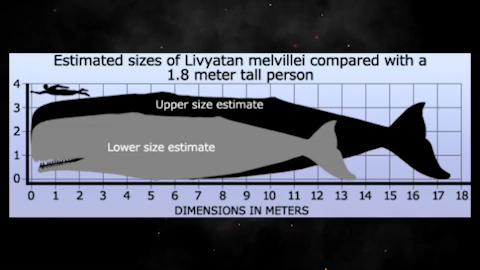 Estimated sizes of Livyatan melvillei compared with a
1.8 meter tall person
4
Upper size estimate
3
2
Lower size estimate
1
0
0 1 2 3 4 5 6 7 8 9 10 11 12 13 14 15 16 17 18
DIMENSIONS IN METERS